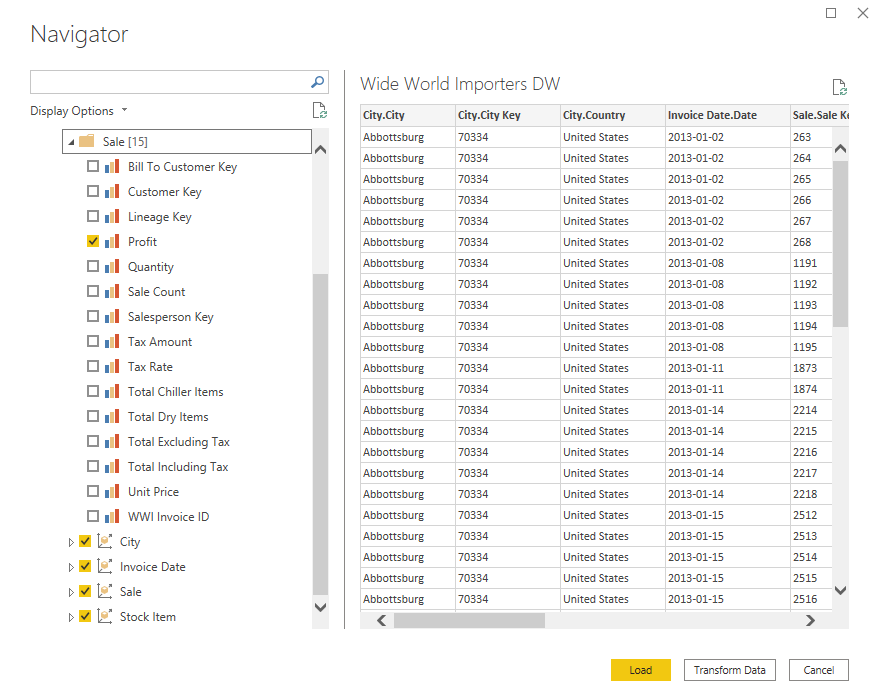 Navigator
Display Options
Sale [15]
Bill To Customer Key
Customer Key
Lineage Key
Profit
Quantity
Sale Count
Salesperson Key
Tax Amount
Tax Rate
Total Chiller Items
Total Dry Items
Total Excluding Tax
Total Including Tax
Unit Price
WWI Invoice ID
City
Invoice Date
Sale
Stock Item
Wide World Importers DW
City.City City.City Key City.Country Invoice Date.Date Sale.Sale Ke
Abbottsburg 70334 United States 2013-01-02 263
Abbottsburg 70334 United States 2013-01-02 264
Abbottsburg 70334 United States 2013-01-02 265
Abbottsburg 70334 United States 2013-01-02 266
Abbottsburg 70334 United States 2013-01-02 267
Abbottsburg 70334 United States 2013-01-02 268
Abbottsburg 70334 United States 2013-01-08 1191
Abbottsburg 70334 United States 2013-01-08 1192
Abbottsburg 70334 United States 2013-01-08 1193
Abbottsburg 70334 United States 2013-01-08 1194
Abbottsburg 70334 United States 2013-01-08 1195
Abbottsburg 70334 United States 2013-01-11 1873
Abbottsburg 70334 United States 2013-01-11 1874
Abbottsburg 70334 United States 2013-01-14 2214
Abbottsburg 70334 United States 2013-01-14 2215
Abbottsburg 70334 United States 2013-01-14 2216
Abbottsburg 70334 United States 2013-01-14 2217
Abbottsburg 70334 United States 2013-01-14 2218
Abbottsburg 70334 United States 2013-01-15 2512
Abbottsburg 70334 United States 2013-01-15 2513
Abbottsburg 70334 United States 2013-01-15 2514
Abbottsburg 70334 United States 2013-01-15 2515
Abbottsburg 70334 United States 2013-01-15 2516
Load Transform Data Cancel